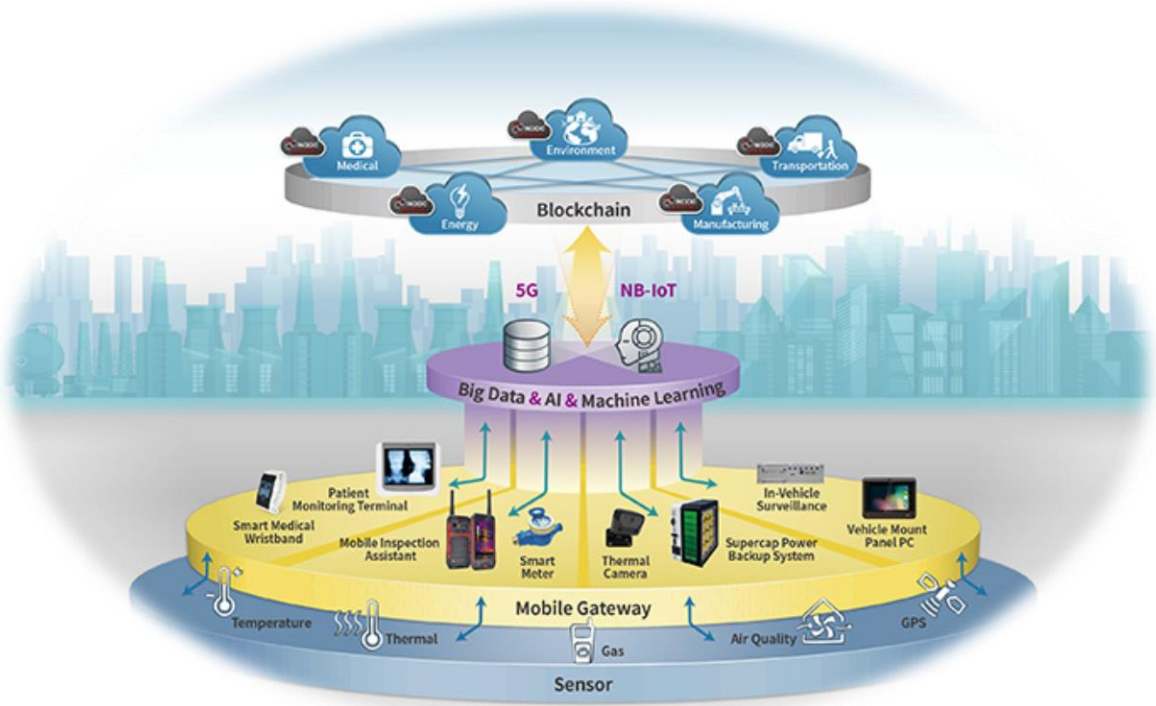 Medical
Environment
Transportation
Energy
Manufacturing
Blockchain
5G
NB-IoT
Big Data & AI & Machine Learning
Patient
Monitoring Terminal
Smart Medical
Wristband
Mobile Inspection
Assistant
Smart
Meter
Thermal
Camera
Supercap Power
Backup System
In-Vehicle
Surveillance
Vehicle Mount
Panel PC
Mobile Gateway
Temperature
Thermal
Gas
Air Quality
GPS
Sensor